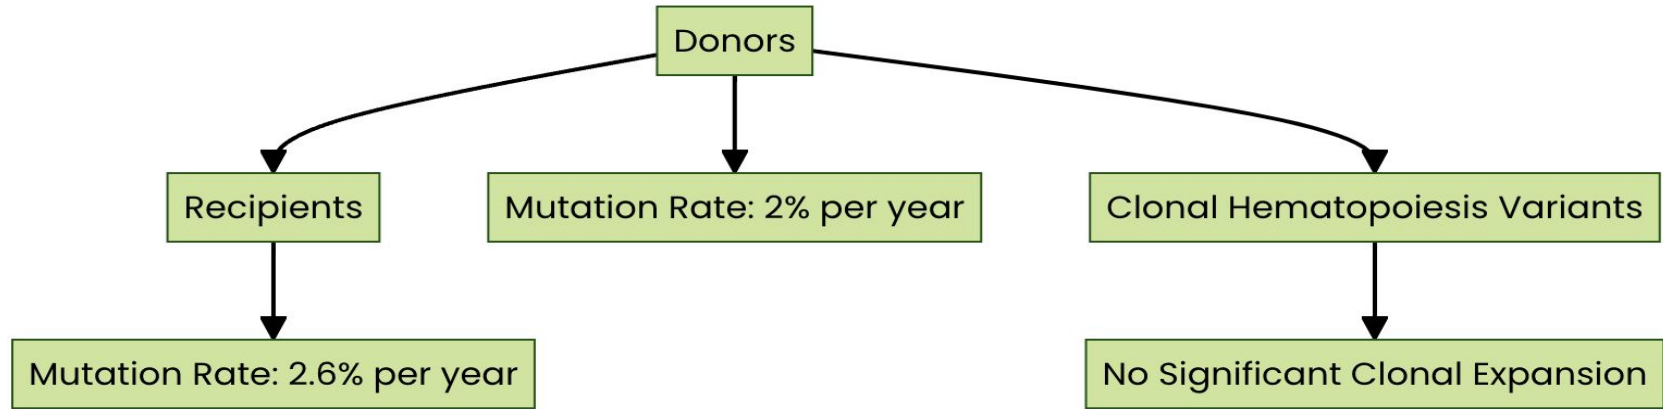 Donors
Recipients
Mutation Rate: 2% per year
Clonal Hematopoiesis Variants
Mutation Rate: 2.6% per year
No Significant Clonal Expansion